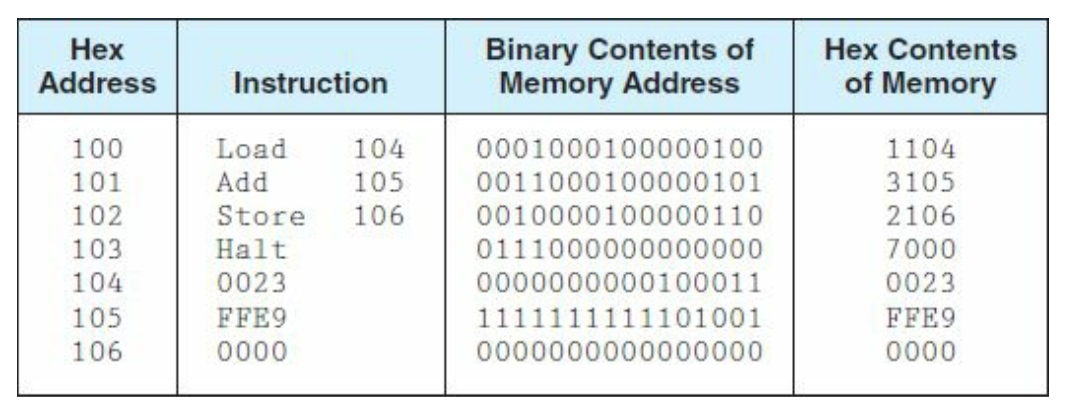 Hex Address Instruction Binary Contents of Memory Address Hex Contents of Memory
100 Load 104 0001000100000100 1104
101 Add 105 0011000100000101 3105
102 Store 106 0010000100000110 2106
103 Halt 0111000000000000 7000
104 0023 0000000000100011 0023
105 FFE9 1111111111101001 FFE9
106 0000 0000000000000000 0000